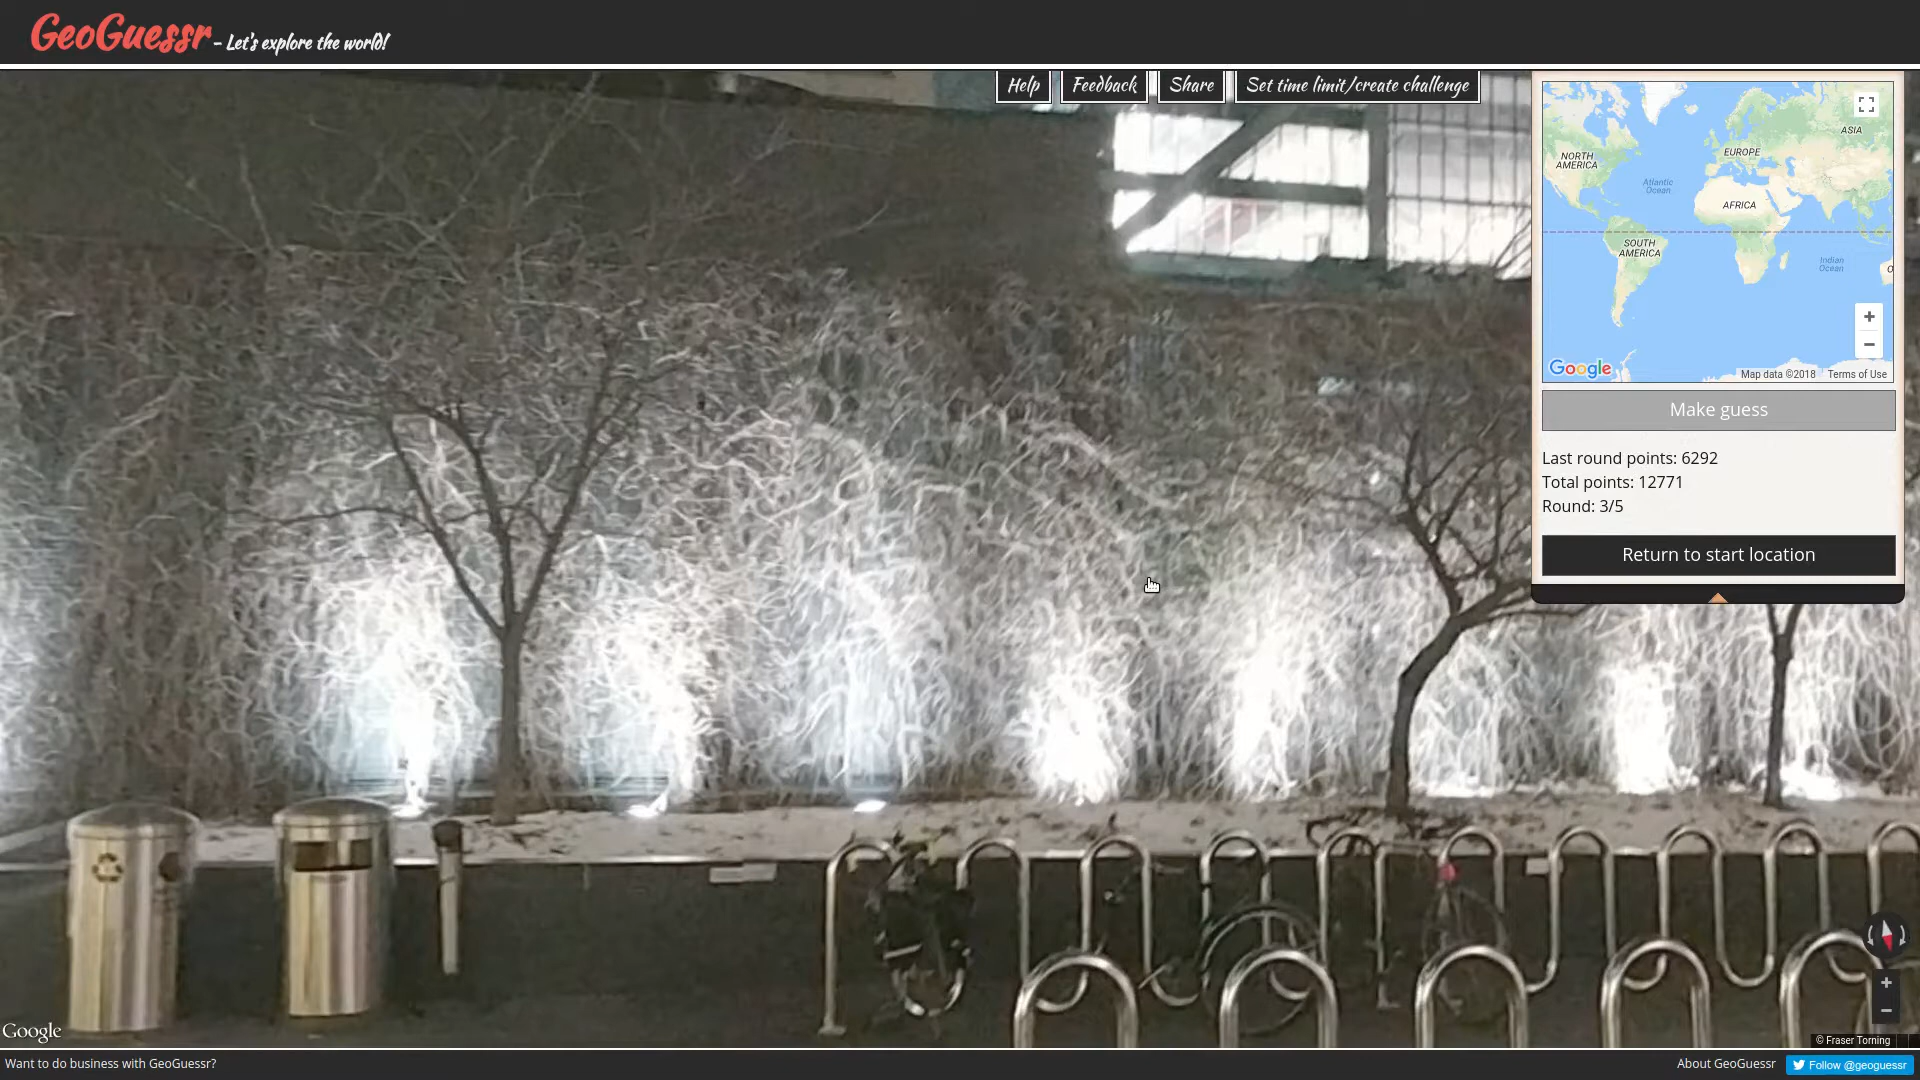 GeoGuessr - Let's explore the world!
Help
Feedback
Share
Set time limit/create challenge
NORTH AMERICA
Atlantic Ocean
EUROPE
ASIA
AFRICA
SOUTH AMERICA
Indian Ocean
O
+
−
Google
Map data ©2018
Terms of Use
Make guess
Last round points: 6292
Total points: 12771
Round: 3/5
Return to start location
+
−
Google
© Fraser Torning
Want to do business with GeoGuessr?
About GeoGuessr
Follow @geoguessr